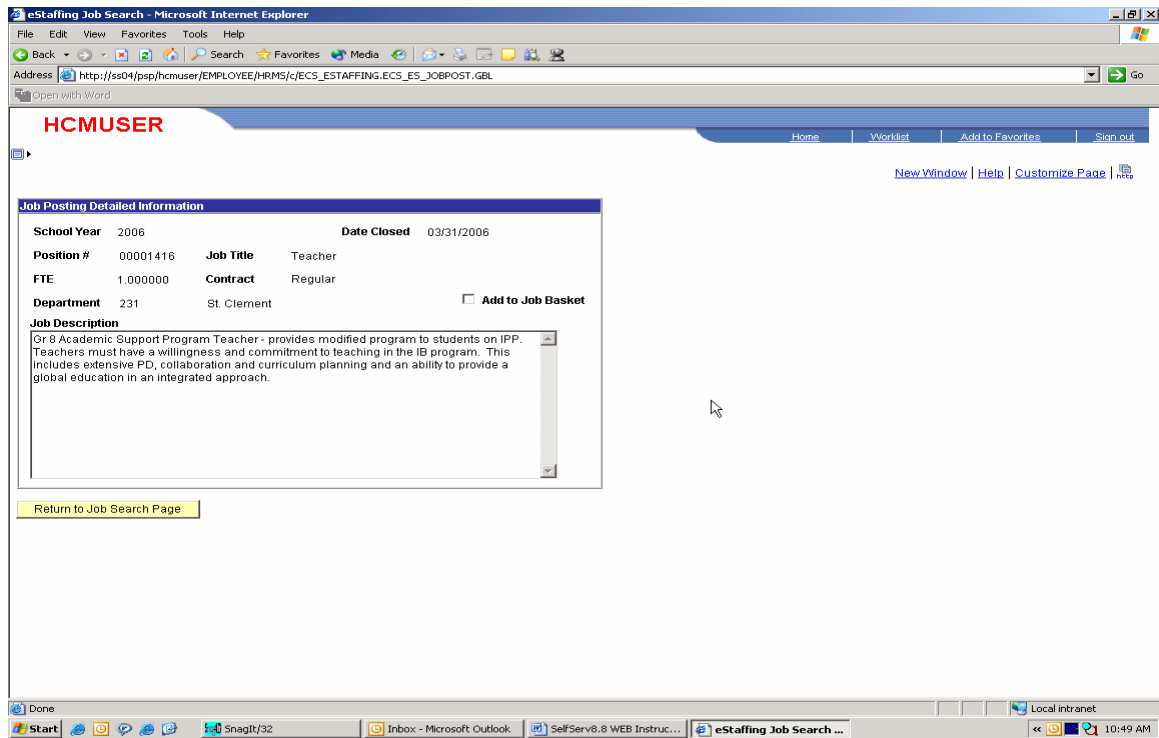 eStaffing Job Search - Microsoft Internet Explorer
File Edit View Favorites Tools Help
Back Search Favorites Media
Address http://ss04/psp/hcmuser/EMPLOYEE/HRMS/c/ECS_ESTAFFING.ECS_ES_JOBPOST.GBL Go
Open with Word
HCMUSER
Home Worklist Add to Favorites Sign out
New Window | Help | Customize Page | http
Job Posting Detailed Information
School Year 2006 Date Closed 03/31/2006
Position # 00001416 Job Title Teacher
FTE 1.000000 Contract Regular
Department 231 St. Clement Add to Job Basket
Job Description
Gr 8 Academic Support Program Teacher - provides modified program to students on IPP.
Teachers must have a willingness and commitment to teaching in the IB program. This
includes extensive PD, collaboration and curriculum planning and an ability to provide a
global education in an integrated approach.
Return to Job Search Page
Done Local intranet
Start SnagIt/32 Inbox - Microsoft Outlook SelfServ8.8 WEB Instruc... eStaffing Job Search ... « 10:49 AM